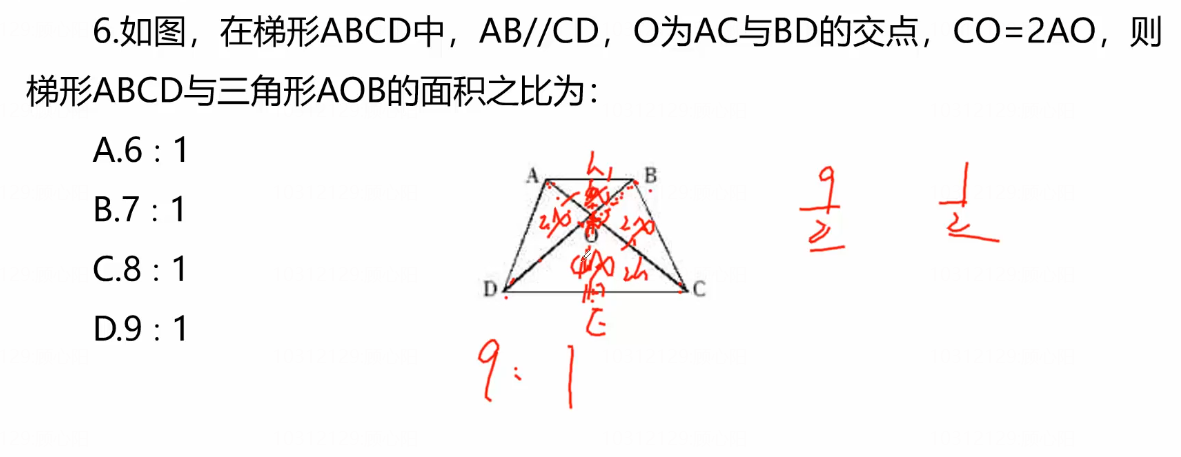 6.如图，在梯形ABCD中，AB//CD，O为AC与BD的交点，CO=2AO，则
梯形ABCD与三角形AOB的面积之比为：
A.6 : 1
B.7 : 1
C.8 : 1
D.9 : 1
A
B
O
D
C
9
2
1
2
2h
E
9 : 1